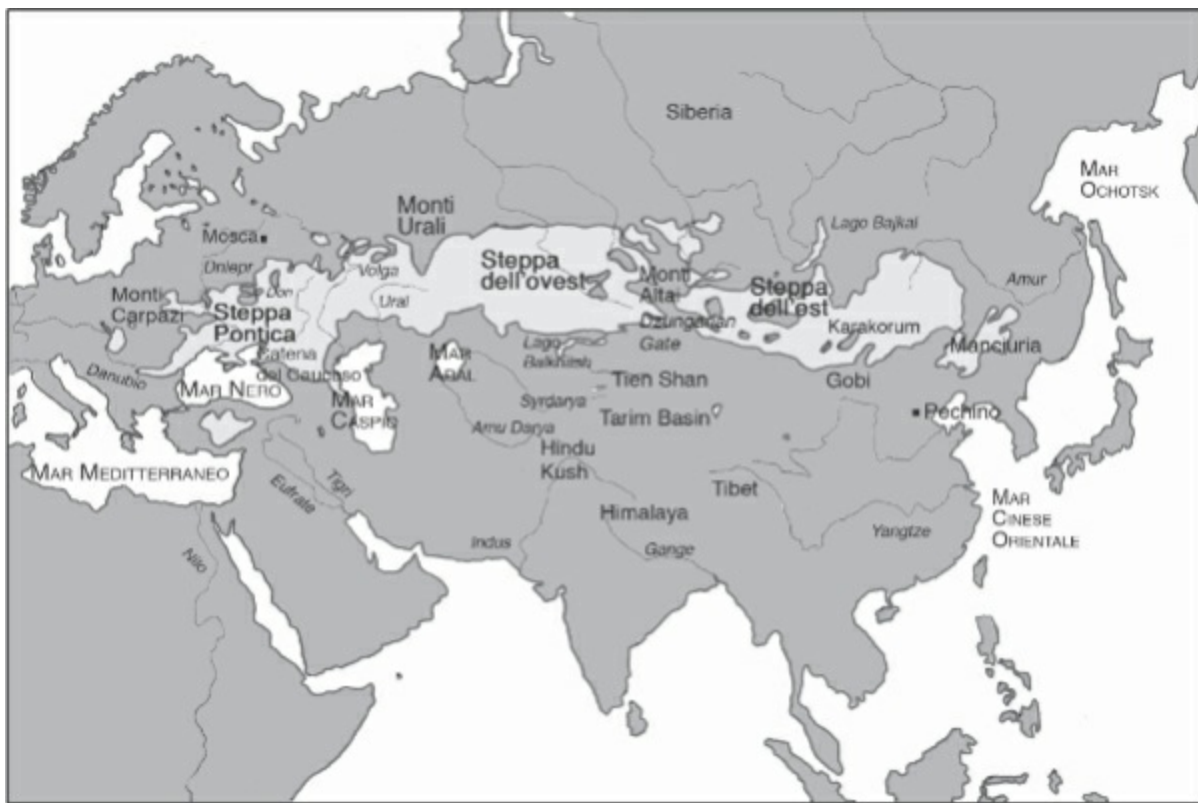 Siberia
MAR
OCHOTSK
Monti
Urali
Lago Bajkal
Mosca
Volga
Steppa
dell'ovest
Dniepr
Monti
Altai
Steppa
dell'est
Amur
Monti
Carpazi
Don
Ural
Steppa
Pontica
Dzungarian
Gate
Karakorum
Manciuria
Lago
Balkhash
Catena
del Caucaso
MAR
ARAL
Danubio
MAR NERO
Tien Shan
Gobi
MAR
CASPIO
Syrdarya
Tarim Basin
Pechino
Amu Darya
Hindu
Kush
MAR MEDITTERRANEO
Tigri
Eufrate
Tibet
Himalaya
MAR
CINESE
ORIENTALE
Indus
Gange
Yangtze
Nilo